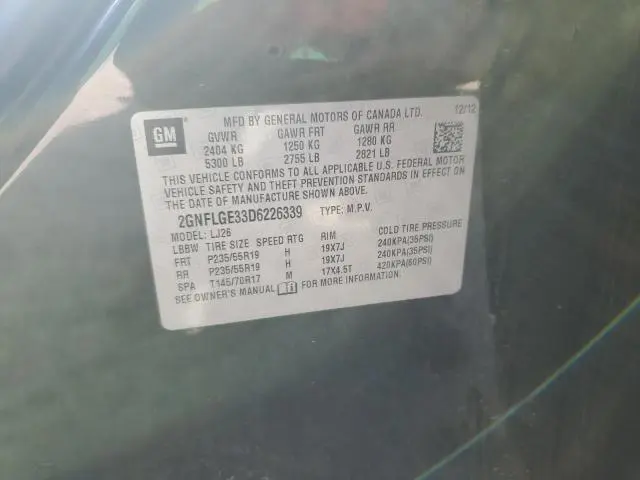 MFD BY GENERAL MOTORS OF CANADA LTD. 12/12
GM
GVWR GAWR FRT GAWR RR
2404 KG 1250 KG 1280 KG
5300 LB 2755 LB 2821 LB
THIS VEHICLE CONFORMS TO ALL APPLICABLE U.S. FEDERAL MOTOR
VEHICLE SAFETY AND THEFT PREVENTION STANDARDS IN EFFECT ON
THE DATE OF MANUFACTURE SHOWN ABOVE.
2GNFLGE33D6226339 TYPE: M.P.V.
MODEL: LJ26
LBBW TIRE SIZE SPEED RTG RIM COLD TIRE PRESSURE
FRT P235/55R19 H 19X7J 240KPA(35PSI)
RR P235/55R19 H 19X7J 240KPA(35PSI)
SPA T145/70R17 M 17X4.5T 420KPA(60PSI)
SEE OWNER'S MANUAL FOR MORE INFORMATION.